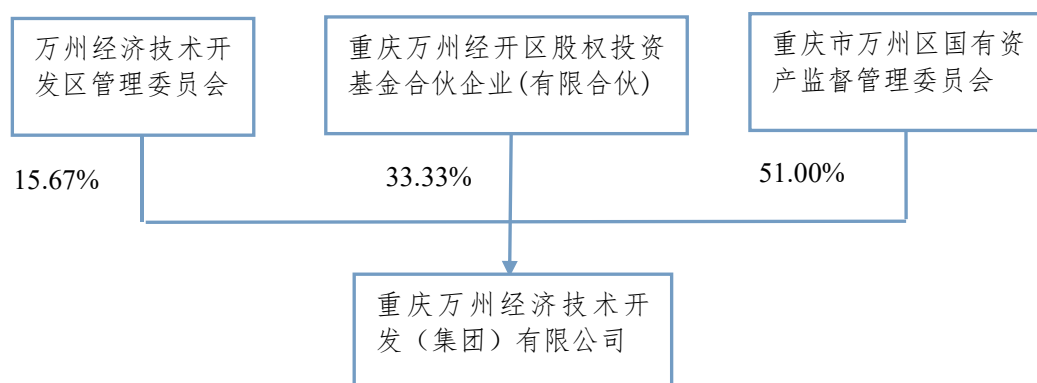 万州经济技术开
发区管理委员会
重庆万州经开区股权投资
基金合伙企业(有限合伙)
重庆市万州区国有资
产监督管理委员会
15.67%
33.33%
51.00%
重庆万州经济技术开
发（集团）有限公司